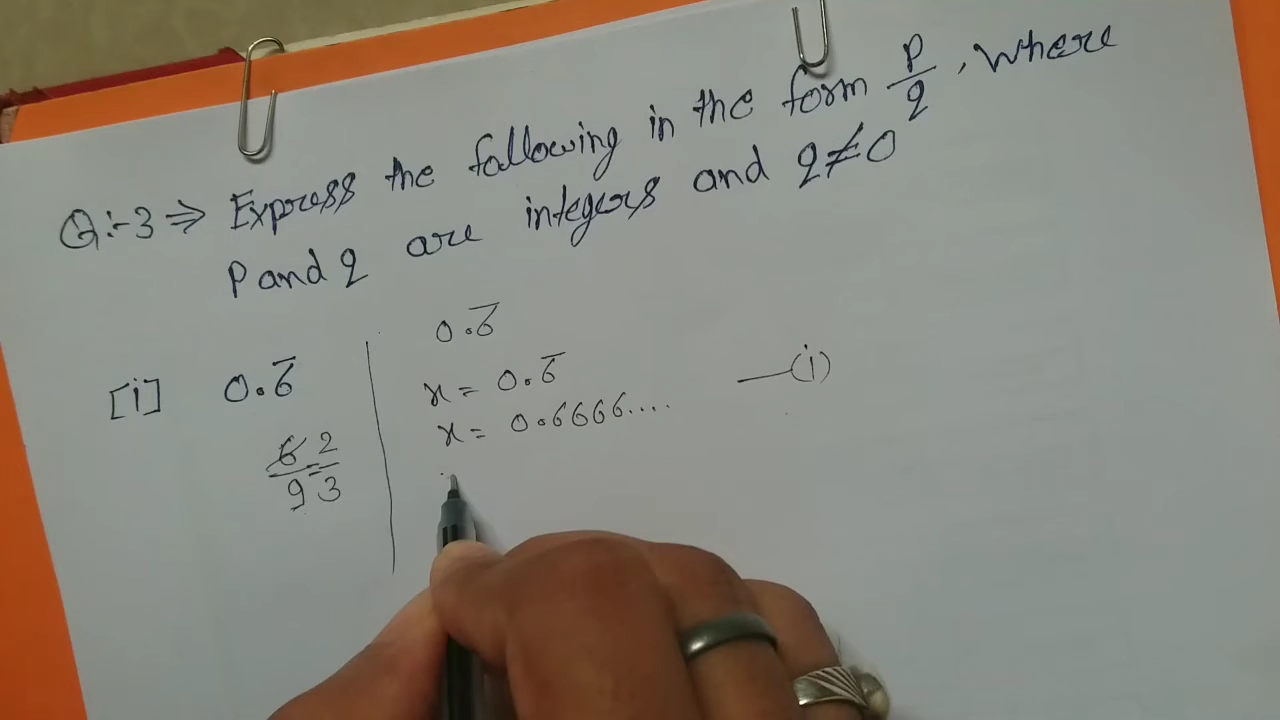 Q:-3 ⇒ Express the following in the form p/q, where
P and q are integers and q≠0
[i] 0.6̅
6/9 = 2/3
0.6̅
x = 0.6̅
x = 0.6666.... —(i)